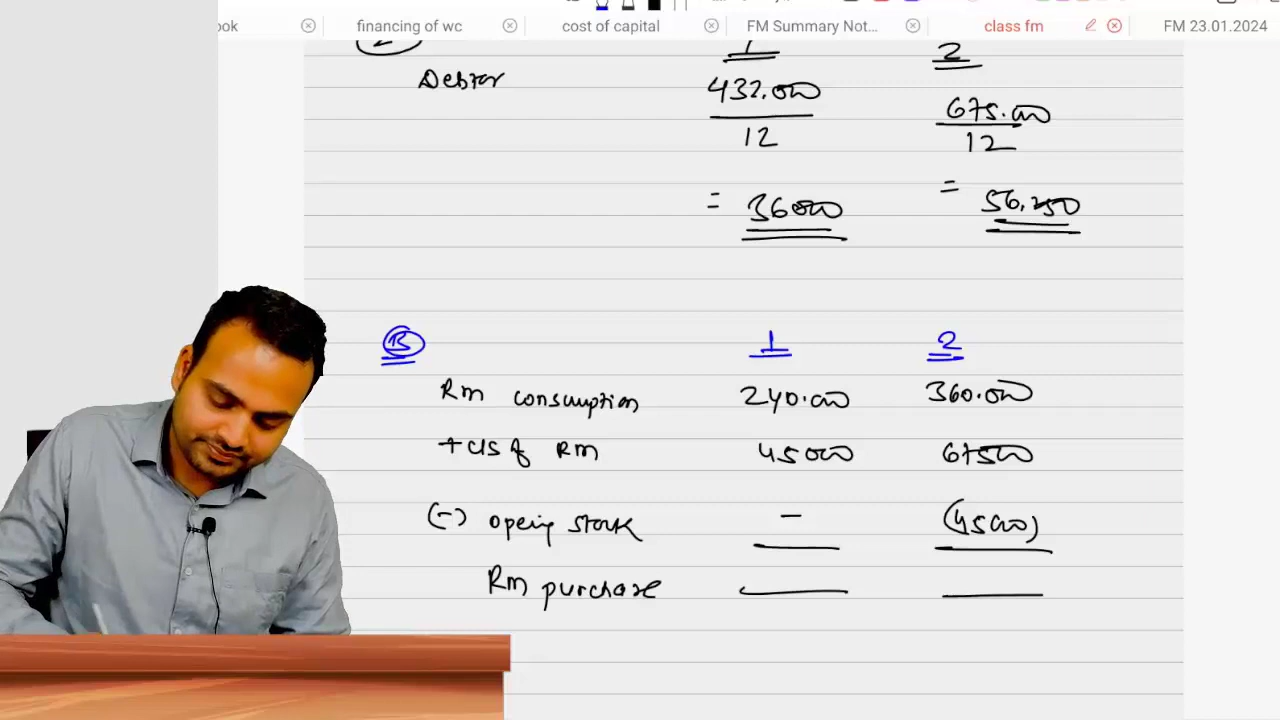 ook financing of wc cost of capital FM Summary Not... class fm FM 23.01.2024
2 1 2
Debtor 432.000 675.000
12 12
= 36000 = 56,250
B 1 2
Rm consumption 240.000 360.000
+ cls of RM 45000 67500
(-) opening stock - (45000)
Rm purchase